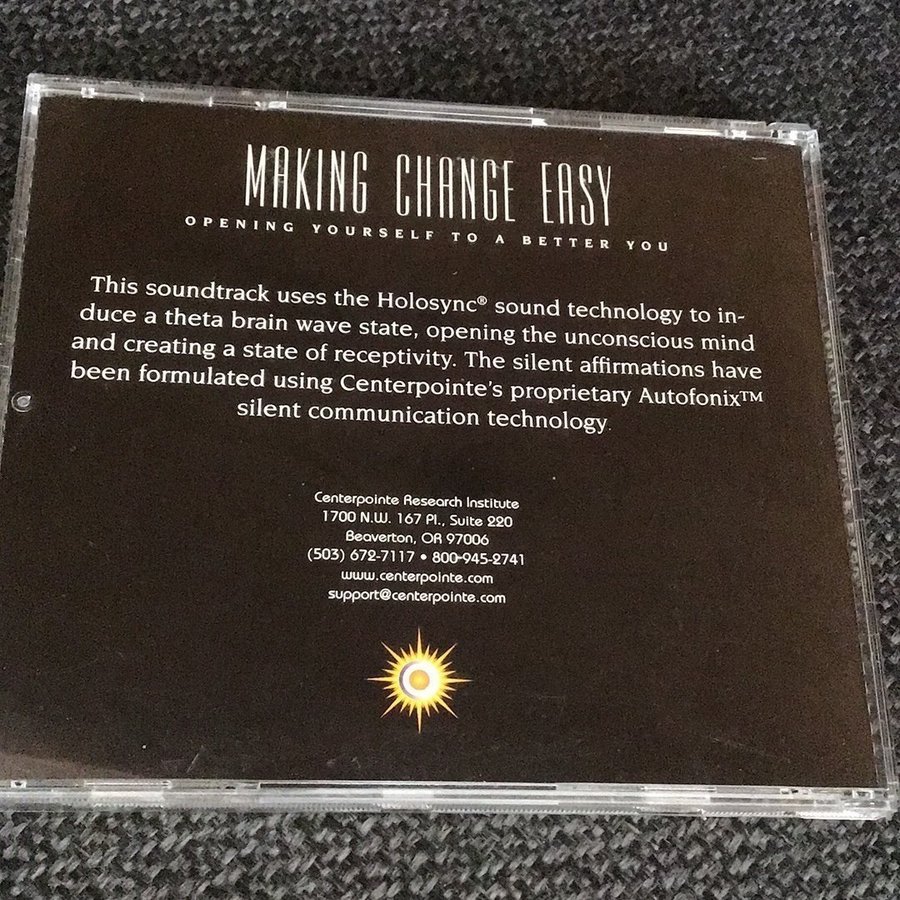 MAKING CHANGE EASY
OPENING YOURSELF TO A BETTER YOU
This soundtrack uses the Holosync® sound technology to in-
duce a theta brain wave state, opening the unconscious mind
and creating a state of receptivity. The silent affirmations have
been formulated using Centerpointe's proprietary Autofonix™
silent communication technology.
Centerpointe Research Institute
1700 N.W. 167 Pl., Suite 220
Beaverton, OR 97006
(503) 672-7117 • 800-945-2741
www.centerpointe.com
support@centerpointe.com